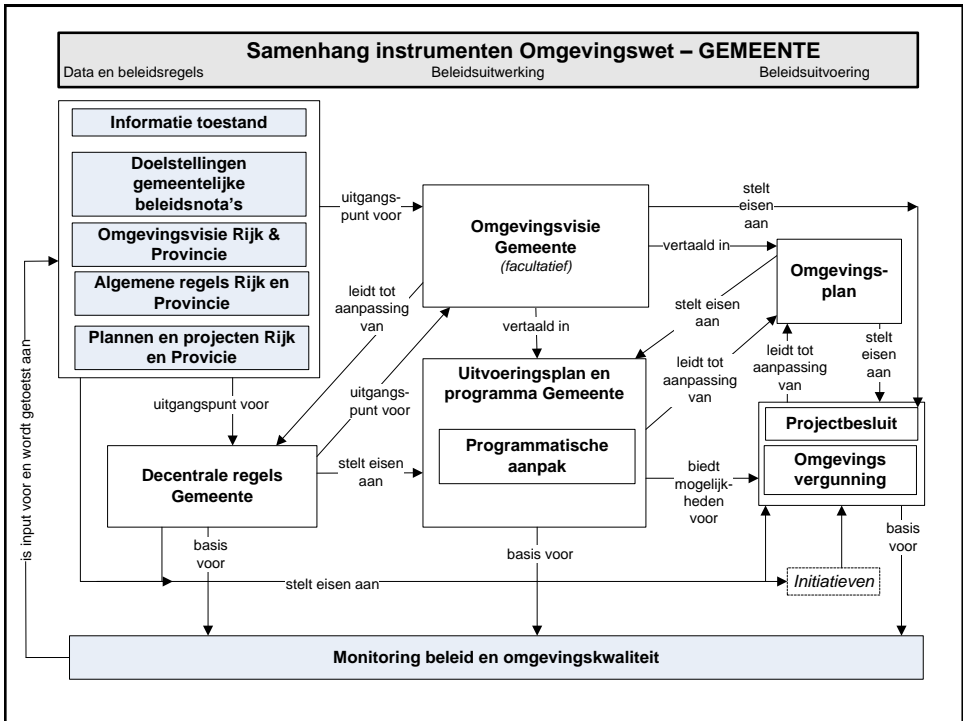 Samenhang instrumenten Omgevingswet – GEMEENTE
Data en beleidsregels
Beleidsuitwerking
Beleidsuitvoering
Informatie toestand
Doelstellingen
gemeentelijke
beleidsnota's
Omgevingsvisie Rijk &
Provincie
Algemene regels Rijk en
Provincie
Plannen en projecten Rijk
en Provicie
uitgangs-
punt voor
Omgevingsvisie
Gemeente
(facultatief)
stelt
eisen
aan
vertaald in
Omgevings-
plan
leidt tot
aanpassing
van
stelt eisen
aan
vertaald in
uitgangs-
punt voor
leidt tot
aanpassing
van
leidt tot
aanpassing
van
stelt
eisen
aan
uitgangspunt voor
Uitvoeringsplan en
programma Gemeente
Programmatische
aanpak
Projectbesluit
Omgevings
vergunning
Decentrale regels
Gemeente
stelt eisen
aan
biedt
mogelijk-
heden
voor
basis
voor
basis voor
basis
voor
stelt eisen aan
Initiatieven
is input voor en wordt getoetst aan
Monitoring beleid en omgevingskwaliteit